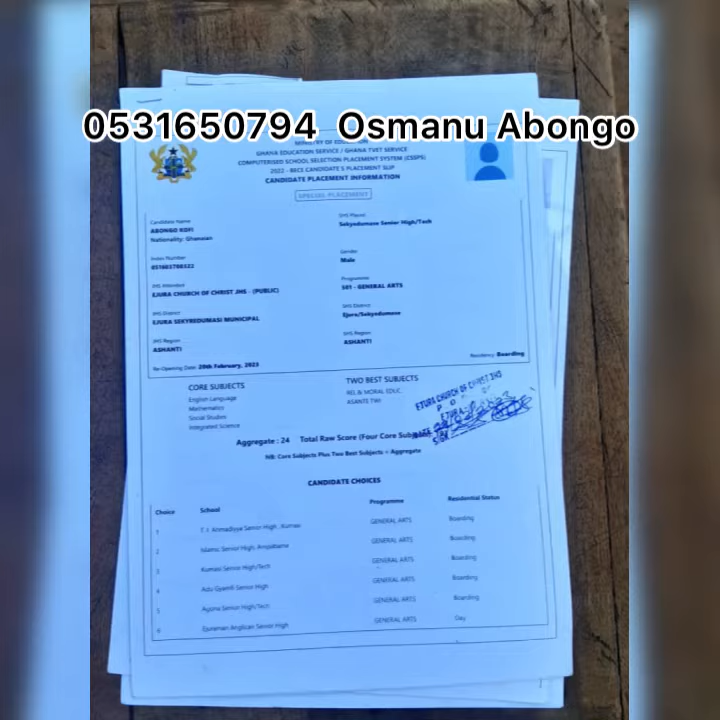 0531650794 Osmanu Abongo
MINISTRY OF EDUCATION
GHANA EDUCATION SERVICE / GHANA TVET SERVICE
COMPUTERISED SCHOOL SELECTION PLACEMENT SYSTEM (CSSPS)
2022 - BECE CANDIDATE'S PLACEMENT SLIP
CANDIDATE PLACEMENT INFORMATION
SPECIAL PLACEMENT
Candidate Name
ABONGO KOFI
Nationality: Ghanaian
SHS Placed
Sekyedumase Senior High/Tech
Index Number
Gender
Male
JHS Attended
EJURA CHURCH OF CHRIST JHS - (PUBLIC)
Programme
501 - GENERAL ARTS
JHS District
EJURA SEKYREDUMASI MUNICIPAL
SHS District
Ejura/Sekyedumase
JHS Region
ASHANTI
SHS Region
ASHANTI
Re-Opening Date: 20th February, 2023
Residency Boarding
CORE SUBJECTS
English Language
Mathematics
Social Studies
Integrated Science
TWO BEST SUBJECTS
REL & MORAL EDUC.
ASANTE TWI
EJURA CHURCH OF CHRIST JHS
EJURA
Aggregate : 24 Total Raw Score (Four Core
NB: Core Subjects Plus Two Best Subjects = Aggregate
CANDIDATE CHOICES
Choice School Programme Residential Status
1 T. I. Ahmadiyya Senior High, Kumasi GENERAL ARTS Boarding
2 Islamic Senior High, GENERAL ARTS Boarding
3 Kumasi Senior High/Tech GENERAL ARTS Boarding
4 Adu Gyamfi Senior High GENERAL ARTS Boarding
5 Senior High/Tech GENERAL ARTS Boarding
6 Ejuraman Anglican Senior High GENERAL ARTS Day